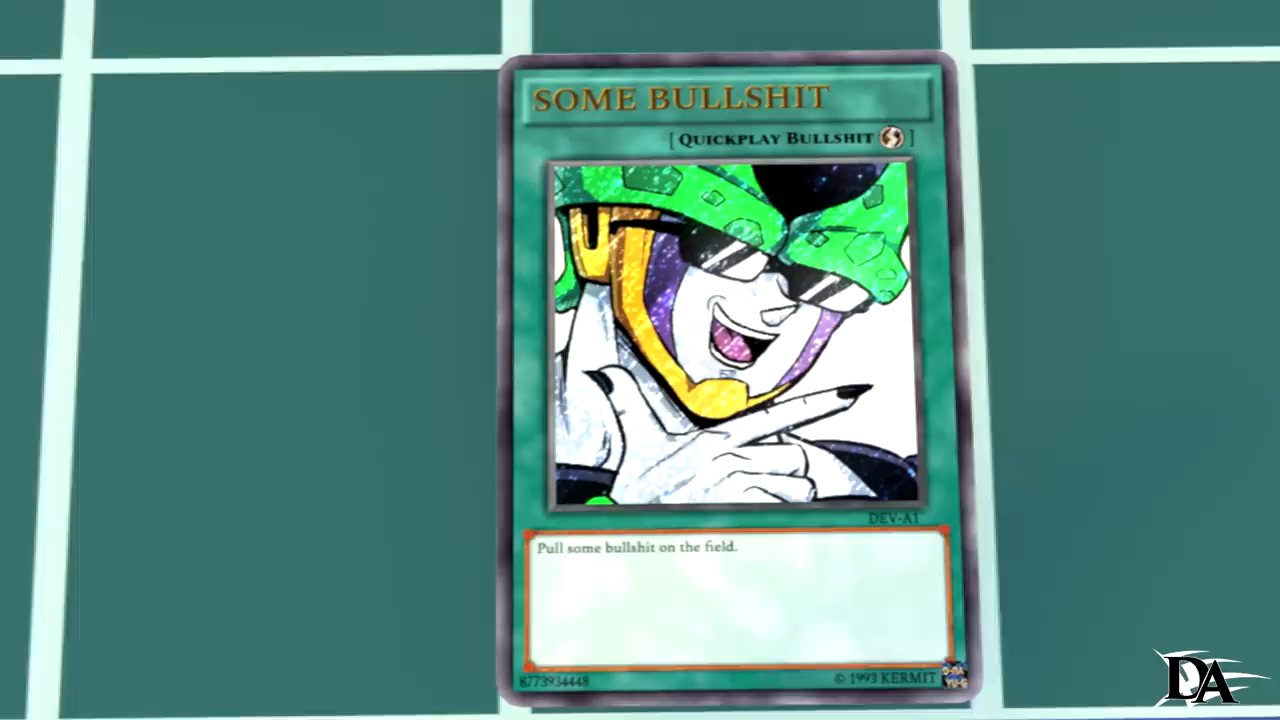 SOME BULLSHIT
[ QUICKPLAY BULLSHIT ]
DEV-A1
Pull some bullshit on the field.
8773934448
© 1993 KERMIT
DA